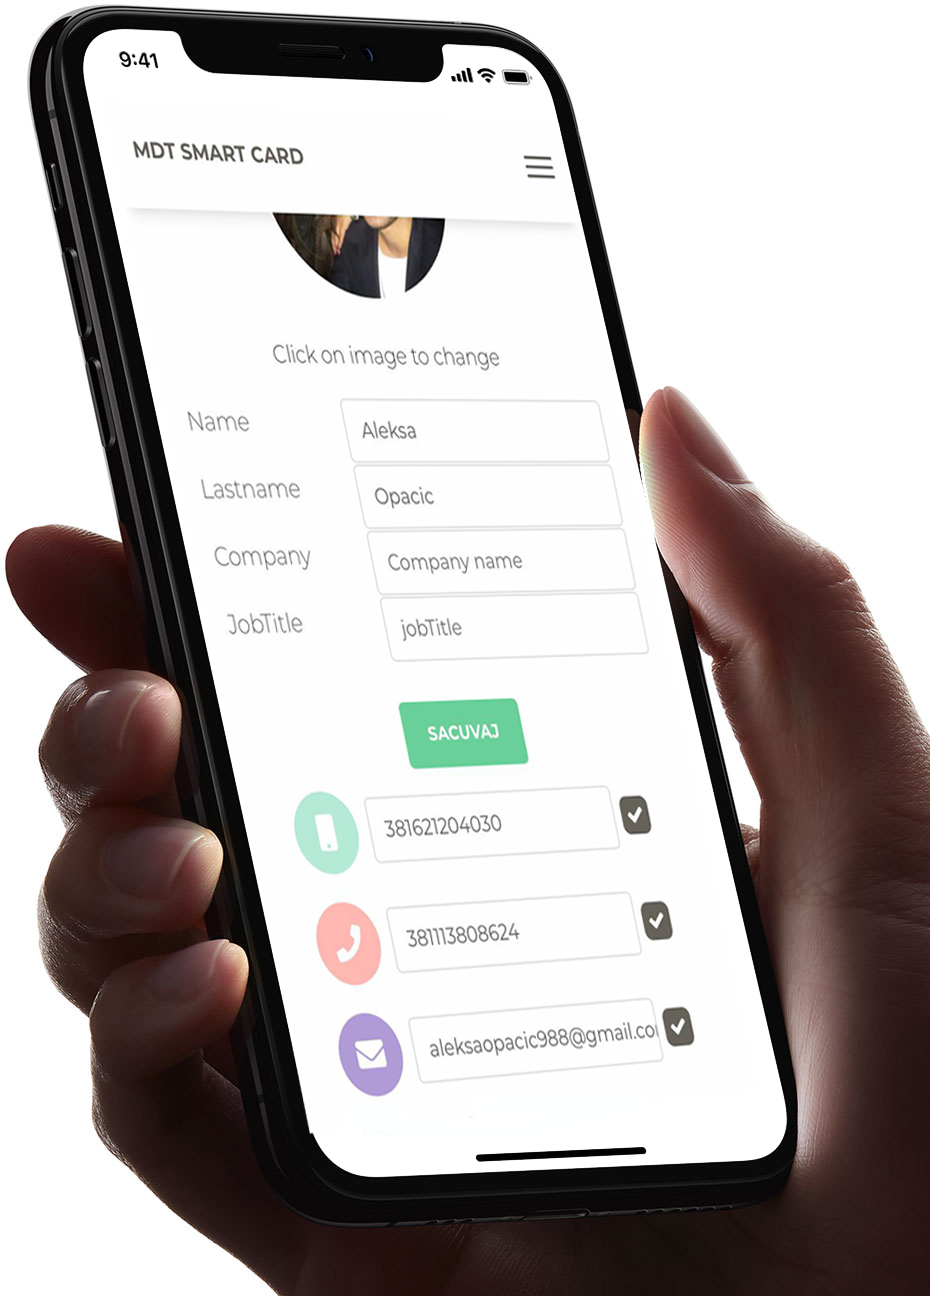 9:41
MDT SMART CARD
Click on image to change
Name
Aleksa
Lastname
Opacic
Company
Company name
JobTitle
jobTitle
SACUVAJ
381621204030
381113808624
aleksaopacic988@gmail.co